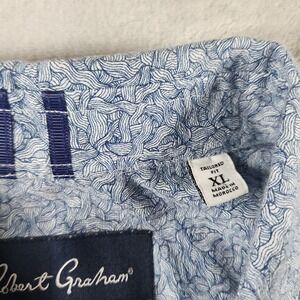 TAILORED
FIT
XL
MADE IN
MOROCCO
Robert Graham®